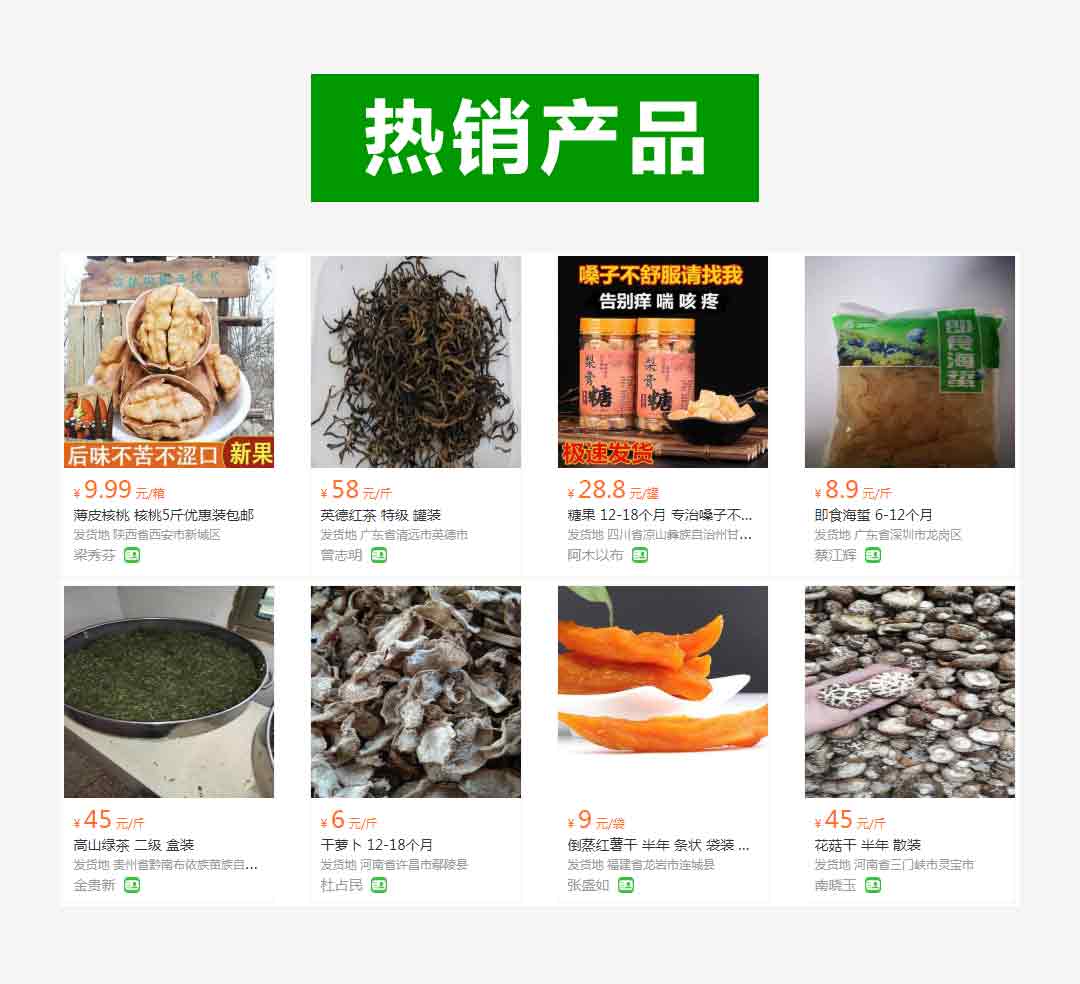 热销产品
后味不苦不涩口 新果
嗓子不舒服请找我
告别痒 喘 咳 疼
梨膏糖
梨膏糖
极速发货
即食海蜇
¥ 9.99 元/箱
薄皮核桃 核桃5斤优惠装包邮
发货地 陕西省西安市新城区
梁秀芬
¥ 58 元/斤
英德红茶 特级 罐装
发货地 广东省清远市英德市
曾志明
¥ 28.8 元/罐
糖果 12-18个月 专治嗓子不...
发货地 四川省凉山彝族自治州甘...
阿木以布
¥ 8.9 元/斤
即食海蜇 6-12个月
发货地 广东省深圳市龙岗区
蔡江辉
¥ 45 元/斤
高山绿茶 二级 盒装
发货地 贵州省黔南布依族苗族自...
金贵新
¥ 6 元/斤
干萝卜 12-18个月
发货地 河南省许昌市鄢陵县
杜占民
¥ 9 元/袋
倒蒸红薯干 半年 条状 袋装 ...
发货地 福建省龙岩市连城县
张盛如
¥ 45 元/斤
花菇干 半年 散装
发货地 河南省三门峡市灵宝市
南晓玉